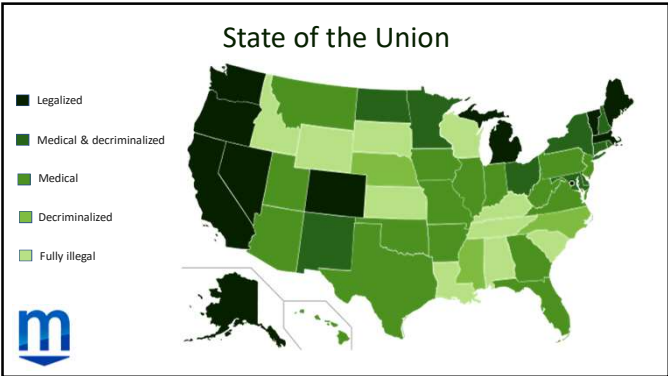 State of the Union
Legalized
Medical & decriminalized
Medical
Decriminalized
Fully illegal
m